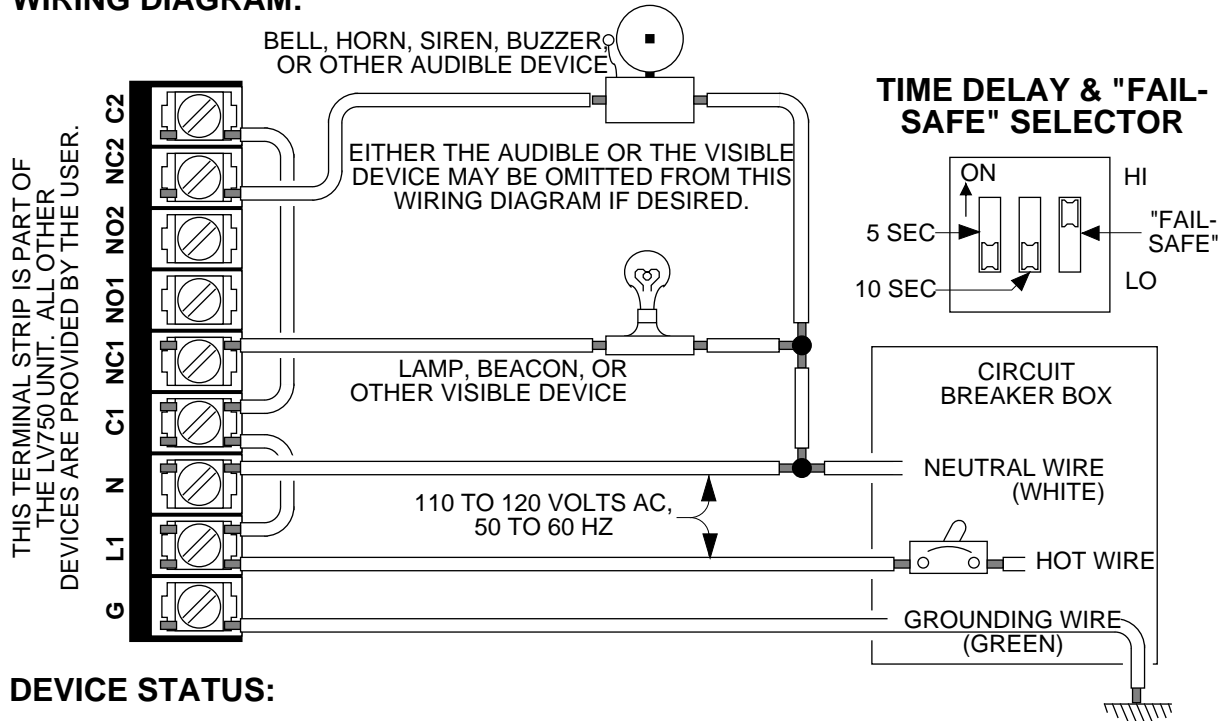 WIRING DIAGRAM:
BELL, HORN, SIREN, BUZZER,
OR OTHER AUDIBLE DEVICE
TIME DELAY & "FAIL-
SAFE" SELECTOR
THIS TERMINAL STRIP IS PART OF
THE LV750 UNIT. ALL OTHER
DEVICES ARE PROVIDED BY THE USER.
C2
NC2
NO2
NO1
NC1
C1
N
L1
G
EITHER THE AUDIBLE OR THE VISIBLE
DEVICE MAY BE OMITTED FROM THIS
WIRING DIAGRAM IF DESIRED.
ON
HI
5 SEC
"FAIL-
SAFE"
10 SEC
LO
LAMP, BEACON, OR
OTHER VISIBLE DEVICE
CIRCUIT
BREAKER BOX
110 TO 120 VOLTS AC,
50 TO 60 HZ
NEUTRAL WIRE
(WHITE)
HOT WIRE
GROUNDING WIRE
(GREEN)
DEVICE STATUS: